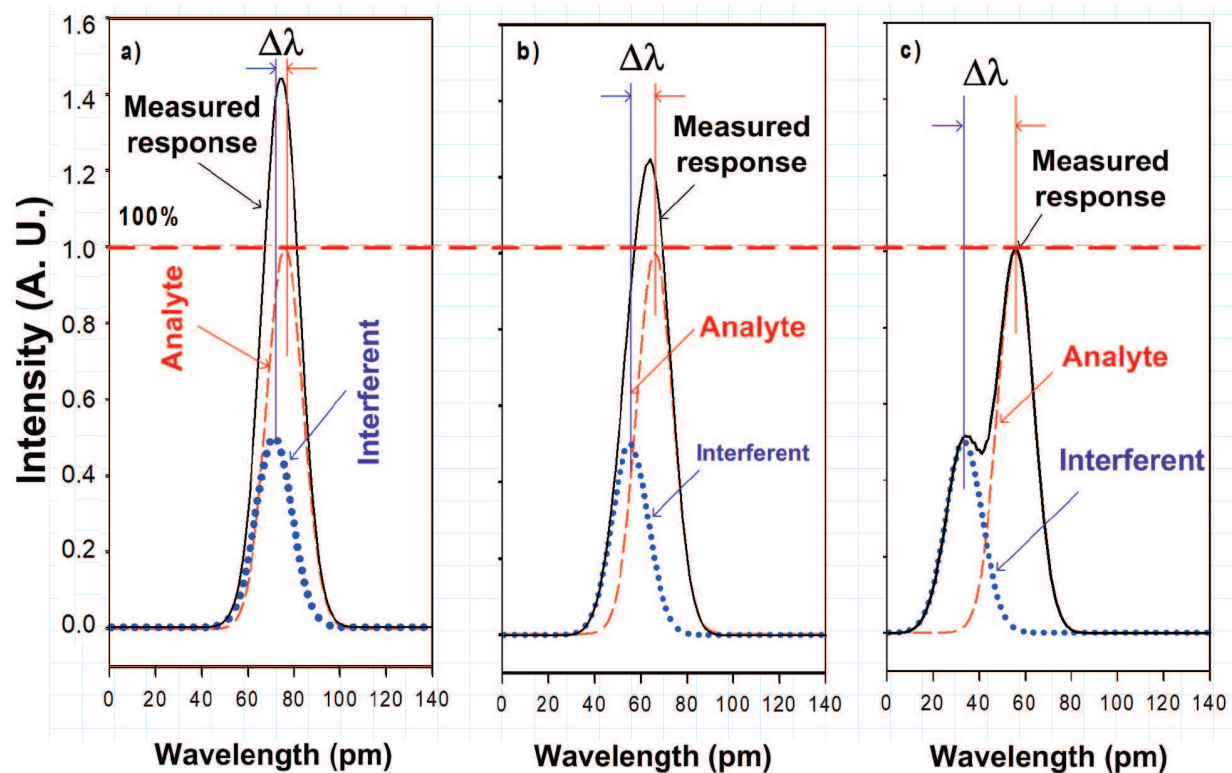 a)
Δλ
Measured
response
100%
Analyte
Interferent
1.6
1.4
1.2
1.0
0.8
0.6
0.4
0.2
0.0
Intensity (A. U.)
0 20 40 60 80 100 120 140
Wavelength (pm)
b)
Δλ
Measured
response
Analyte
Interferent
0 20 40 60 80 100 120 140
Wavelength (pm)
c)
Δλ
Measured
response
Analyte
Interferent
0 20 40 60 80 100 120 140
Wavelength (pm)